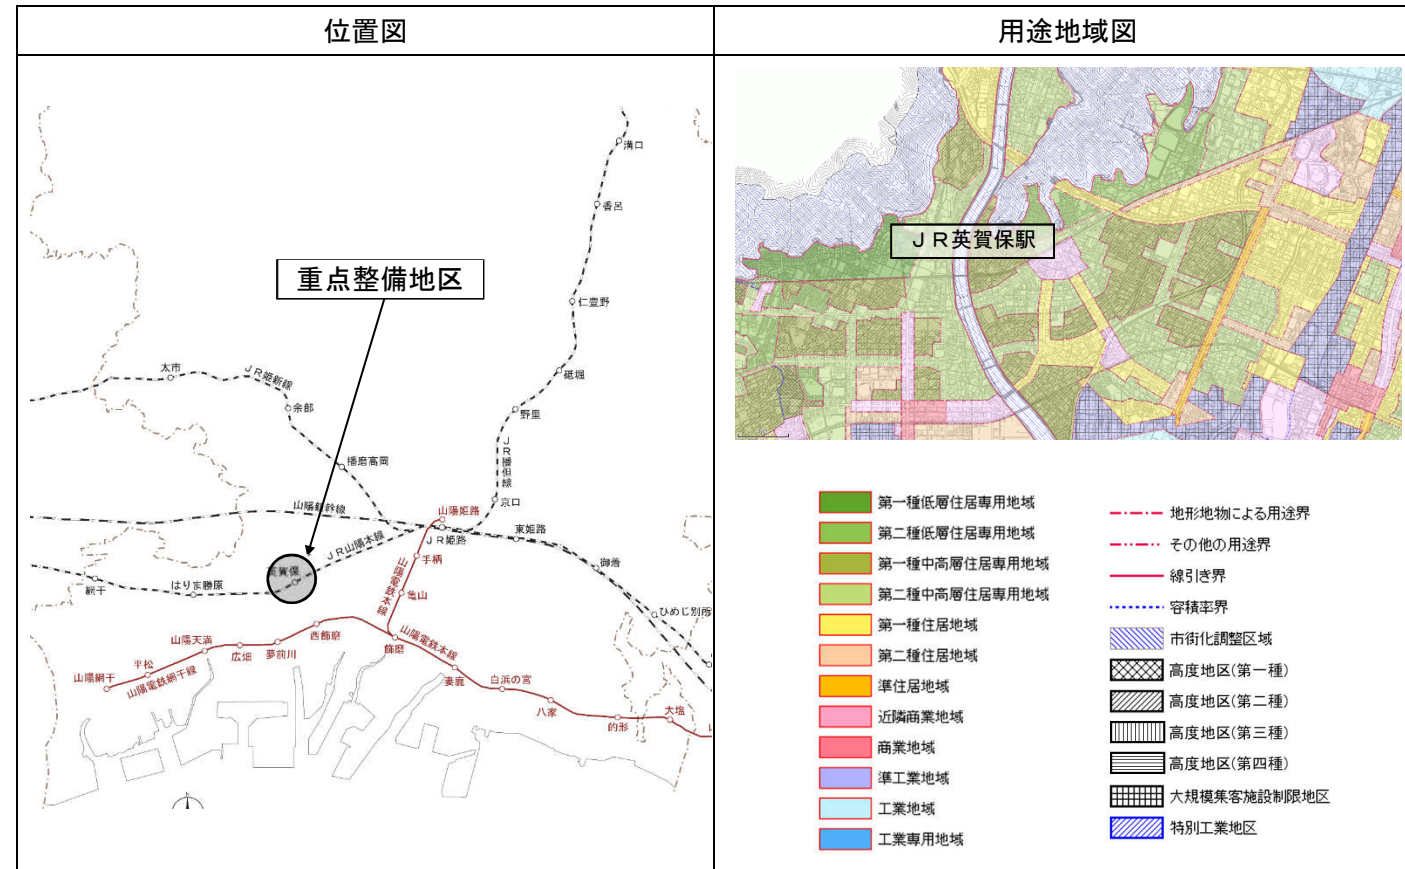 位置図
用途地域図
溝口
香呂
仁豊野
重点整備地区
砥堀
太市
JR姫新線
余部
野里
JR播但線
播磨高岡
京口
山陽新幹線
山陽姫路
JR姫路
東姫路
JR山陽本線
手柄
御着
英賀保
山陽電鉄本線
亀山
網干
はりま勝原
ひめじ別所
西飾磨
山陽電鉄本線
飾磨
山陽天満
広畑
夢前川
平松
妻鹿
山陽網干
山陽電鉄網干線
白浜の宮
八家
的形
大塩
JR英賀保駅
第一種低層住居専用地域
第二種低層住居専用地域
第一種中高層住居専用地域
第二種中高層住居専用地域
第一種住居地域
第二種住居地域
準住居地域
近隣商業地域
商業地域
準工業地域
工業地域
工業専用地域
地形地物による用途界
その他の用途界
線引き界
容積率界
市街化調整区域
高度地区(第一種)
高度地区(第二種)
高度地区(第三種)
高度地区(第四種)
大規模集客施設制限地区
特別工業地区